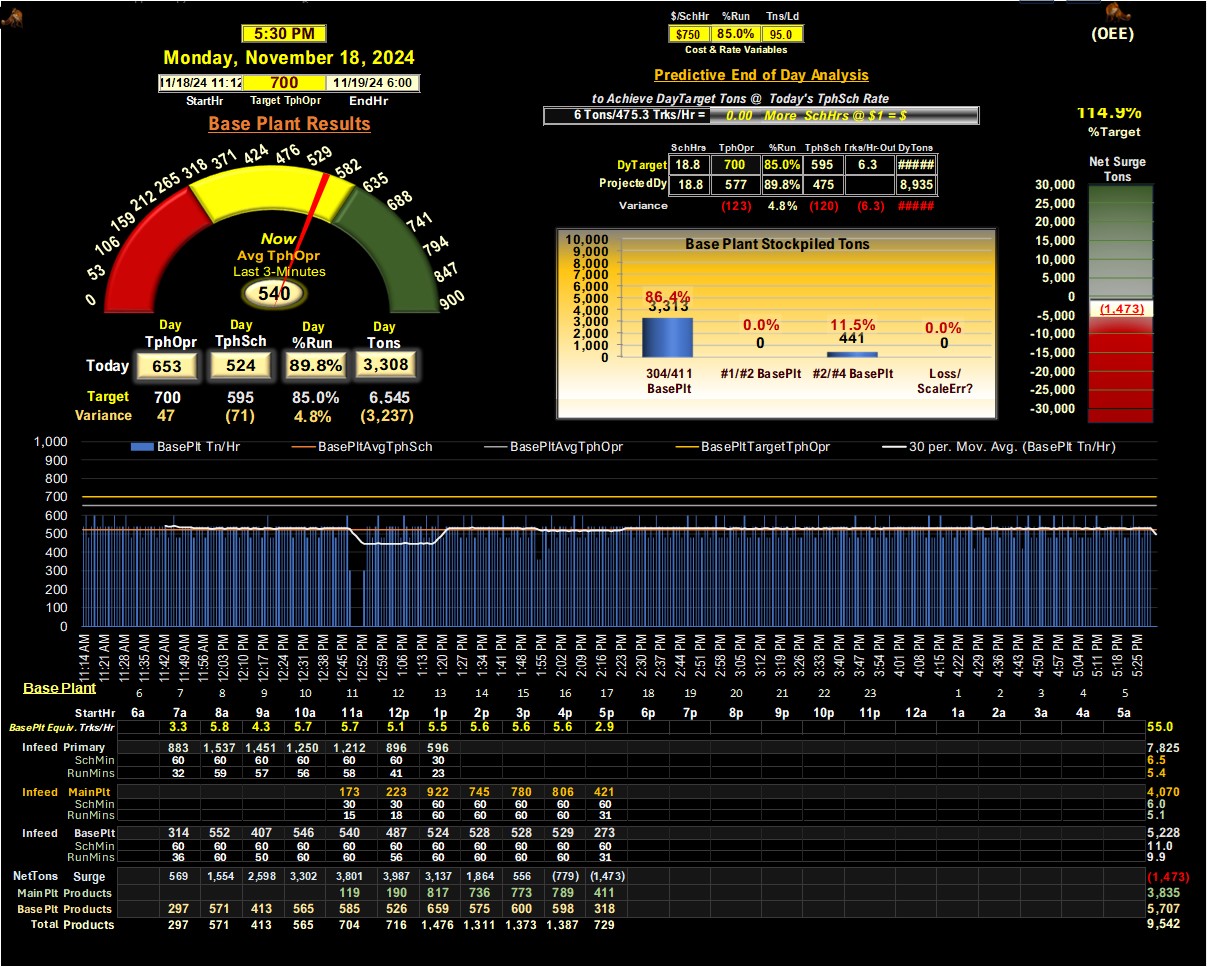 5:30 PM
Monday, November 18, 2024
11/18/24 11:12 700 11/19/24 6:00
StartHr Target TphOpr EndHr
Base Plant Results
0 53 106 159 212 265 318 371 424 476 529 582 635 688 741 794 847 900
Now
Avg TphOpr
Last 3-Minutes
540
Day Day Day Day
TphOpr TphSch %Run Tons
Today 653 524 89.8% 3,308
Target 700 595 85.0% 6,545
Variance 47 (71) 4.8% (3,237)
$/SchHr %Run Tns/Ld
$750 85.0% 95.0
Cost & Rate Variables
Predictive End of Day Analysis
to Achieve DayTarget Tons @ Today's TphSch Rate
6 Tons/475.3 Trks/Hr = 0.00 More SchHrs @ $1 = $
SchHrs TphOpr %Run TphSch Trks/Hr-Out DyTons
DyTarget 18.8 700 85.0% 595 6.3 #####
ProjectedDy 18.8 577 89.8% 475 8,935
Variance (123) 4.8% (120) (6.3) #####
Base Plant Stockpiled Tons
10,000
9,000
8,000
7,000
6,000
5,000
4,000
3,000
2,000
1,000
0
86.4% 0.0% 11.5% 0.0%
3,313 0 441 0
304/411 BasePlt
#1/#2 BasePlt
#2/#4 BasePlt
Loss/ ScaleErr?
(OEE)
114.9%
%Target
Net Surge
Tons
30,000
25,000
20,000
15,000
10,000
5,000
0
-5,000
-10,000
-15,000
-20,000
-25,000
-30,000
(1,473)
BasePlt Tn/Hr BasePltAvgTphSch BasePltAvgTphOpr BasePltTargetTphOpr 30 per. Mov. Avg. (BasePlt Tn/Hr)
1,000
900
800
700
600
500
400
300
200
100
0
11:14 AM 11:21 AM 11:28 AM 11:35 AM 11:42 AM 11:49 AM 11:56 AM 12:03 PM 12:10 PM 12:17 PM 12:24 PM 12:31 PM 12:38 PM 12:45 PM 12:52 PM 12:59 PM 1:06 PM 1:13 PM 1:20 PM 1:27 PM 1:34 PM 1:41 PM 1:48 PM 1:55 PM 2:02 PM 2:09 PM 2:16 PM 2:23 PM 2:30 PM 2:37 PM 2:44 PM 2:51 PM 2:58 PM 3:05 PM 3:12 PM 3:19 PM 3:26 PM 3:33 PM 3:40 PM 3:47 PM 3:54 PM 4:01 PM 4:08 PM 4:15 PM 4:22 PM 4:29 PM 4:36 PM 4:43 PM 4:50 PM 4:57 PM 5:04 PM 5:11 PM 5:18 PM 5:25 PM
Base Plant 6 7 8 9 10 11 12 13 14 15 16 17 18 19 20 21 22 23 1 2 3 4 5
StartHr 6a 7a 8a 9a 10a 11a 12p 1p 2p 3p 4p 5p 6p 7p 8p 9p 10p 11p 12a 1a 2a 3a 4a 5a
BasePlt Equiv. Trks/Hr 3.3 5.8 4.3 5.7 5.7 5.1 5.5 5.6 5.6 5.6 2.9 55.0
Infeed Primary 883 1,537 1,451 1,250 1,212 896 596 7,825
SchMin 60 60 60 60 60 60 30 6.5
RunMins 32 59 57 56 58 41 23 5.4
Infeed MainPlt 173 223 922 745 780 806 421 4,070
SchMin 30 30 60 60 60 60 60 6.0
RunMins 15 18 60 60 60 60 31 5.1
Infeed BasePlt 314 552 407 546 540 487 524 528 528 529 273 5,228
SchMin 60 60 60 60 60 60 60 60 60 60 60 11.0
RunMins 36 60 50 60 60 56 60 60 60 60 31 9.9
NetTons Surge 569 1,554 2,598 3,302 3,801 3,987 3,137 1,864 556 (779) (1,473) (1,473)
MainPlt Products 119 190 817 736 773 789 411 3,835
BasePlt Products 297 571 413 565 585 526 659 575 600 598 318 5,707
Total Products 297 571 413 565 704 716 1,476 1,311 1,373 1,387 729 9,542